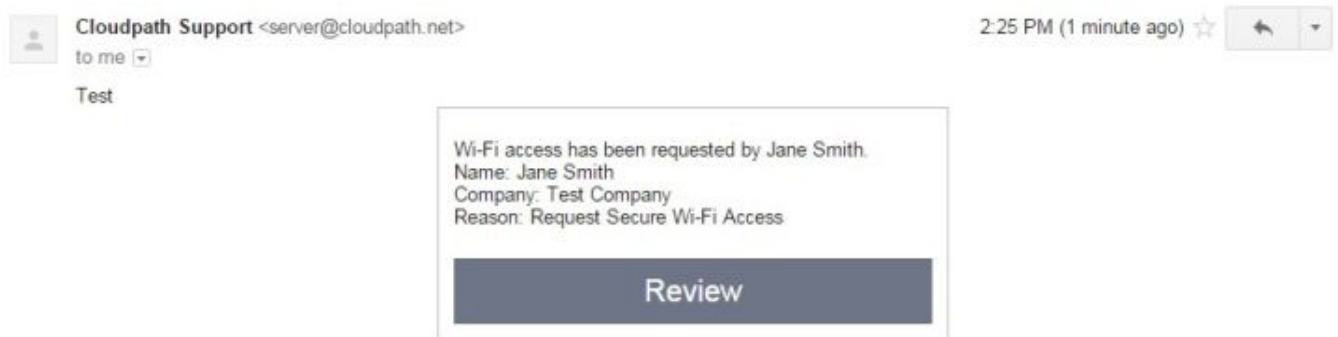 Cloudpath Support <server@cloudpath.net>
2:25 PM (1 minute ago)
to me
Test
Wi-Fi access has been requested by Jane Smith.
Name: Jane Smith
Company: Test Company
Reason: Request Secure Wi-Fi Access
Review